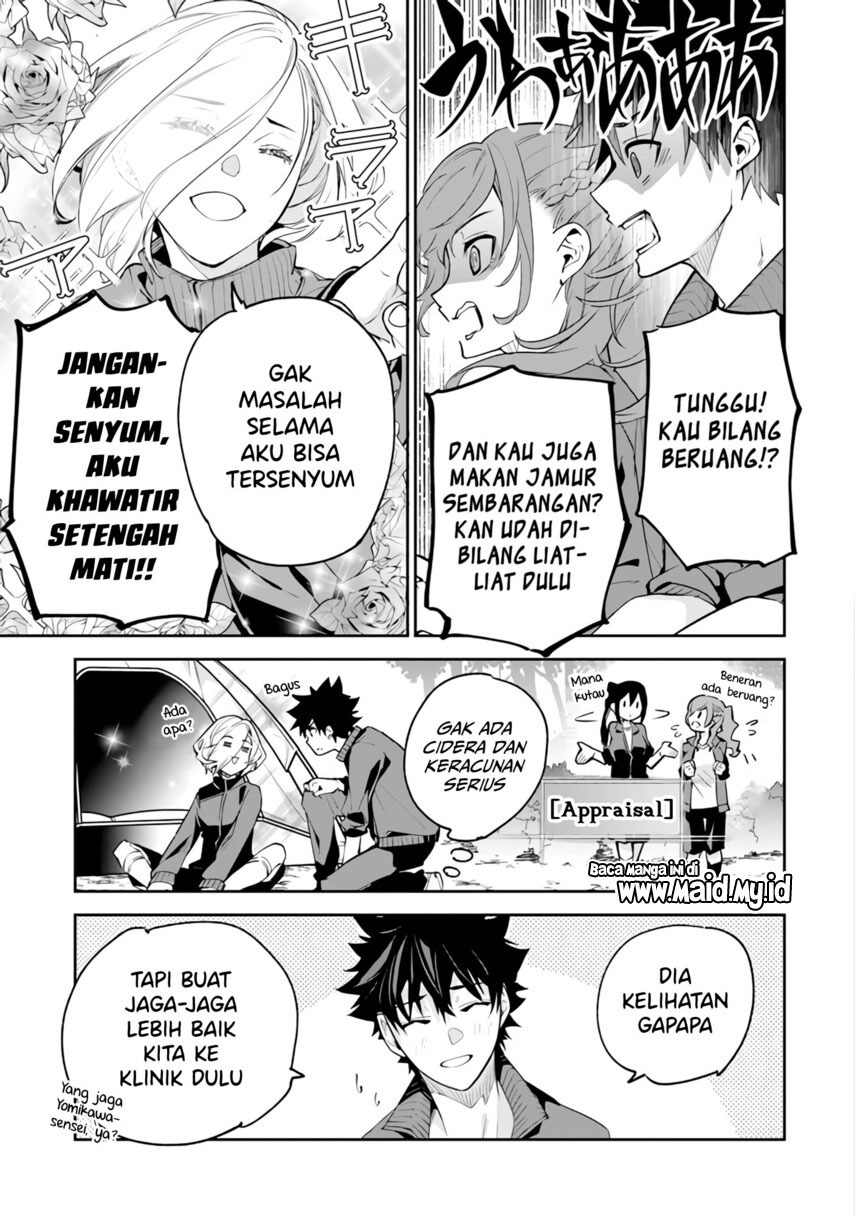 うわぁああああ
TUNGGU!
KAU BILANG
BERUANG!?
DAN KAU JUGA
MAKAN JAMUR
SEMBARANGAN?
KAN UDAH DI-
BILANG LIAT-
LIAT DULU
キラアァ
GAK
MASALAH
SELAMA
AKU BISA
TERSENYUM
JANGAN-
KAN
SENYUM,
AKU
KHAWATIR
SETENGAH
MATI!!
Beneran
ada beruang?
Mana
kutau
[Appraisal]
GAK ADA
CIDERA DAN
KERACUNAN
SERIUS
Bagus
Ada
apa?
Baca Manga ini di
www.Maid.My.id
DIA
KELIHATAN
GAPAPA
TAPI BUAT
JAGA-JAGA
LEBIH BAIK
KITA KE
KLINIK DULU
Yang jaga
Yomikawa-
sensei, ya?